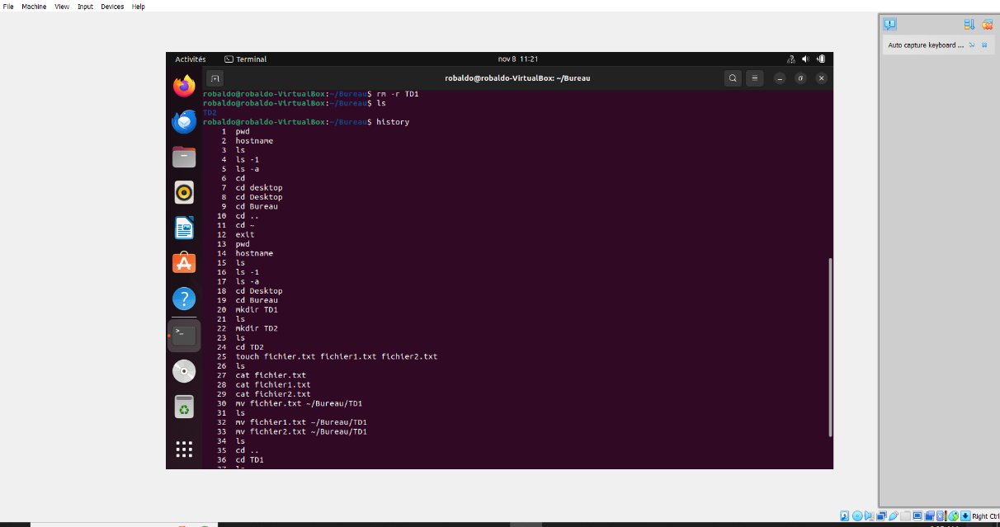 File Machine View Input Devices Help
Auto capture keyboard ...
Activités Terminal nov 8 11:21
robaldo@robaldo-VirtualBox: ~/Bureau
robaldo@robaldo-VirtualBox:~/Bureau$ rm -r TD1
robaldo@robaldo-VirtualBox:~/Bureau$ ls
TD2
robaldo@robaldo-VirtualBox:~/Bureau$ history
1 pwd
2 hostname
3 ls
4 ls -1
5 ls -a
6 cd
7 cd desktop
8 cd Desktop
9 cd Bureau
10 cd ..
11 cd ~
12 exit
13 pwd
14 hostname
15 ls
16 ls -1
17 ls -a
18 cd Desktop
19 cd Bureau
20 mkdir TD1
21 ls
22 mkdir TD2
23 ls
24 cd TD2
25 touch fichier.txt fichier1.txt fichier2.txt
26 ls
27 cat fichier.txt
28 cat fichier1.txt
29 cat fichier2.txt
30 mv fichier.txt ~/Bureau/TD1
31 ls
32 mv fichier1.txt ~/Bureau/TD1
33 mv fichier2.txt ~/Bureau/TD1
34 ls
35 cd ..
36 cd TD1
37 ls
Right Ctrl